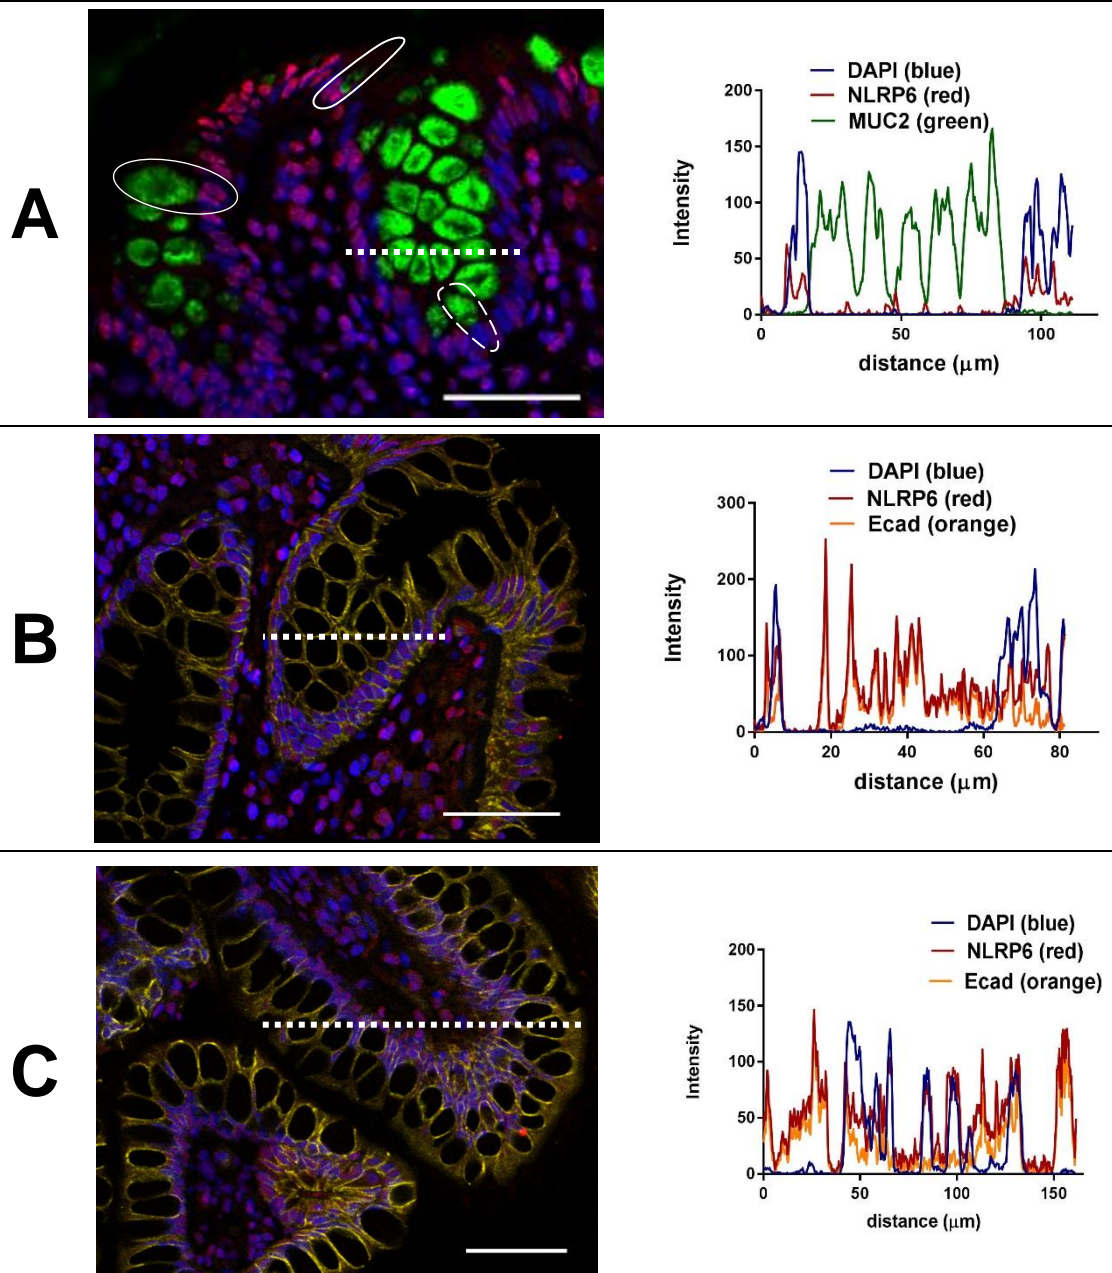 A
DAPI (blue)
NLRP6 (red)
MUC2 (green)
200
150
100
50
0
Intensity
0 50 100
distance (μm)
B
DAPI (blue)
NLRP6 (red)
Ecad (orange)
300
200
100
0
Intensity
0 20 40 60 80
distance (μm)
C
DAPI (blue)
NLRP6 (red)
Ecad (orange)
200
150
100
50
0
Intensity
0 50 100 150
distance (μm)